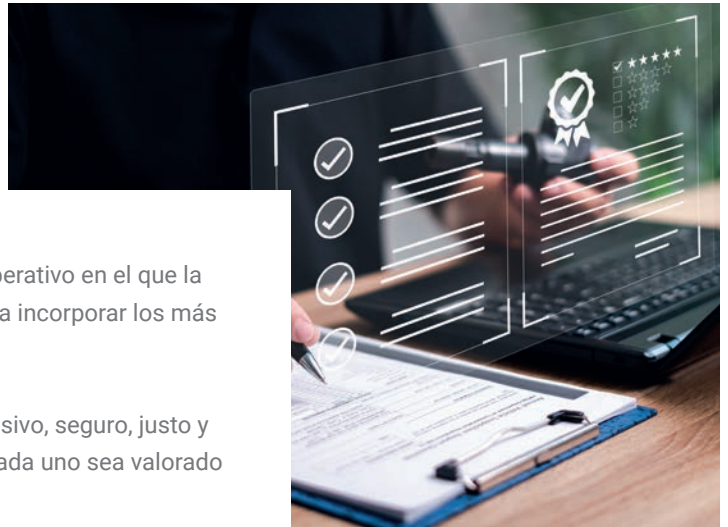 perativo en el que la
a incorporar los más
sivo, seguro, justo y
ada uno sea valorado